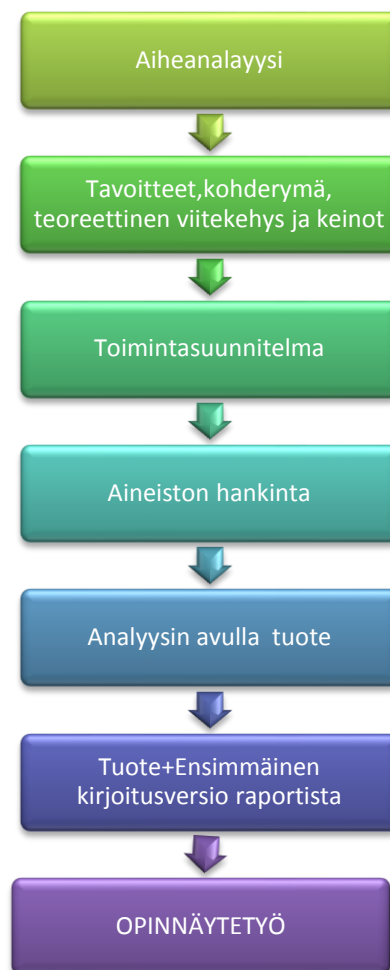 Aiheanalayysi
Tavoitteet,kohderymä,
teoreettinen viitekehys ja keinot
Toimintasuunnitelma
Aineiston hankinta
Analyysin avulla  tuote
Tuote+Ensimmäinen
kirjoitusversio raportista
OPINNÄYTETYÖ